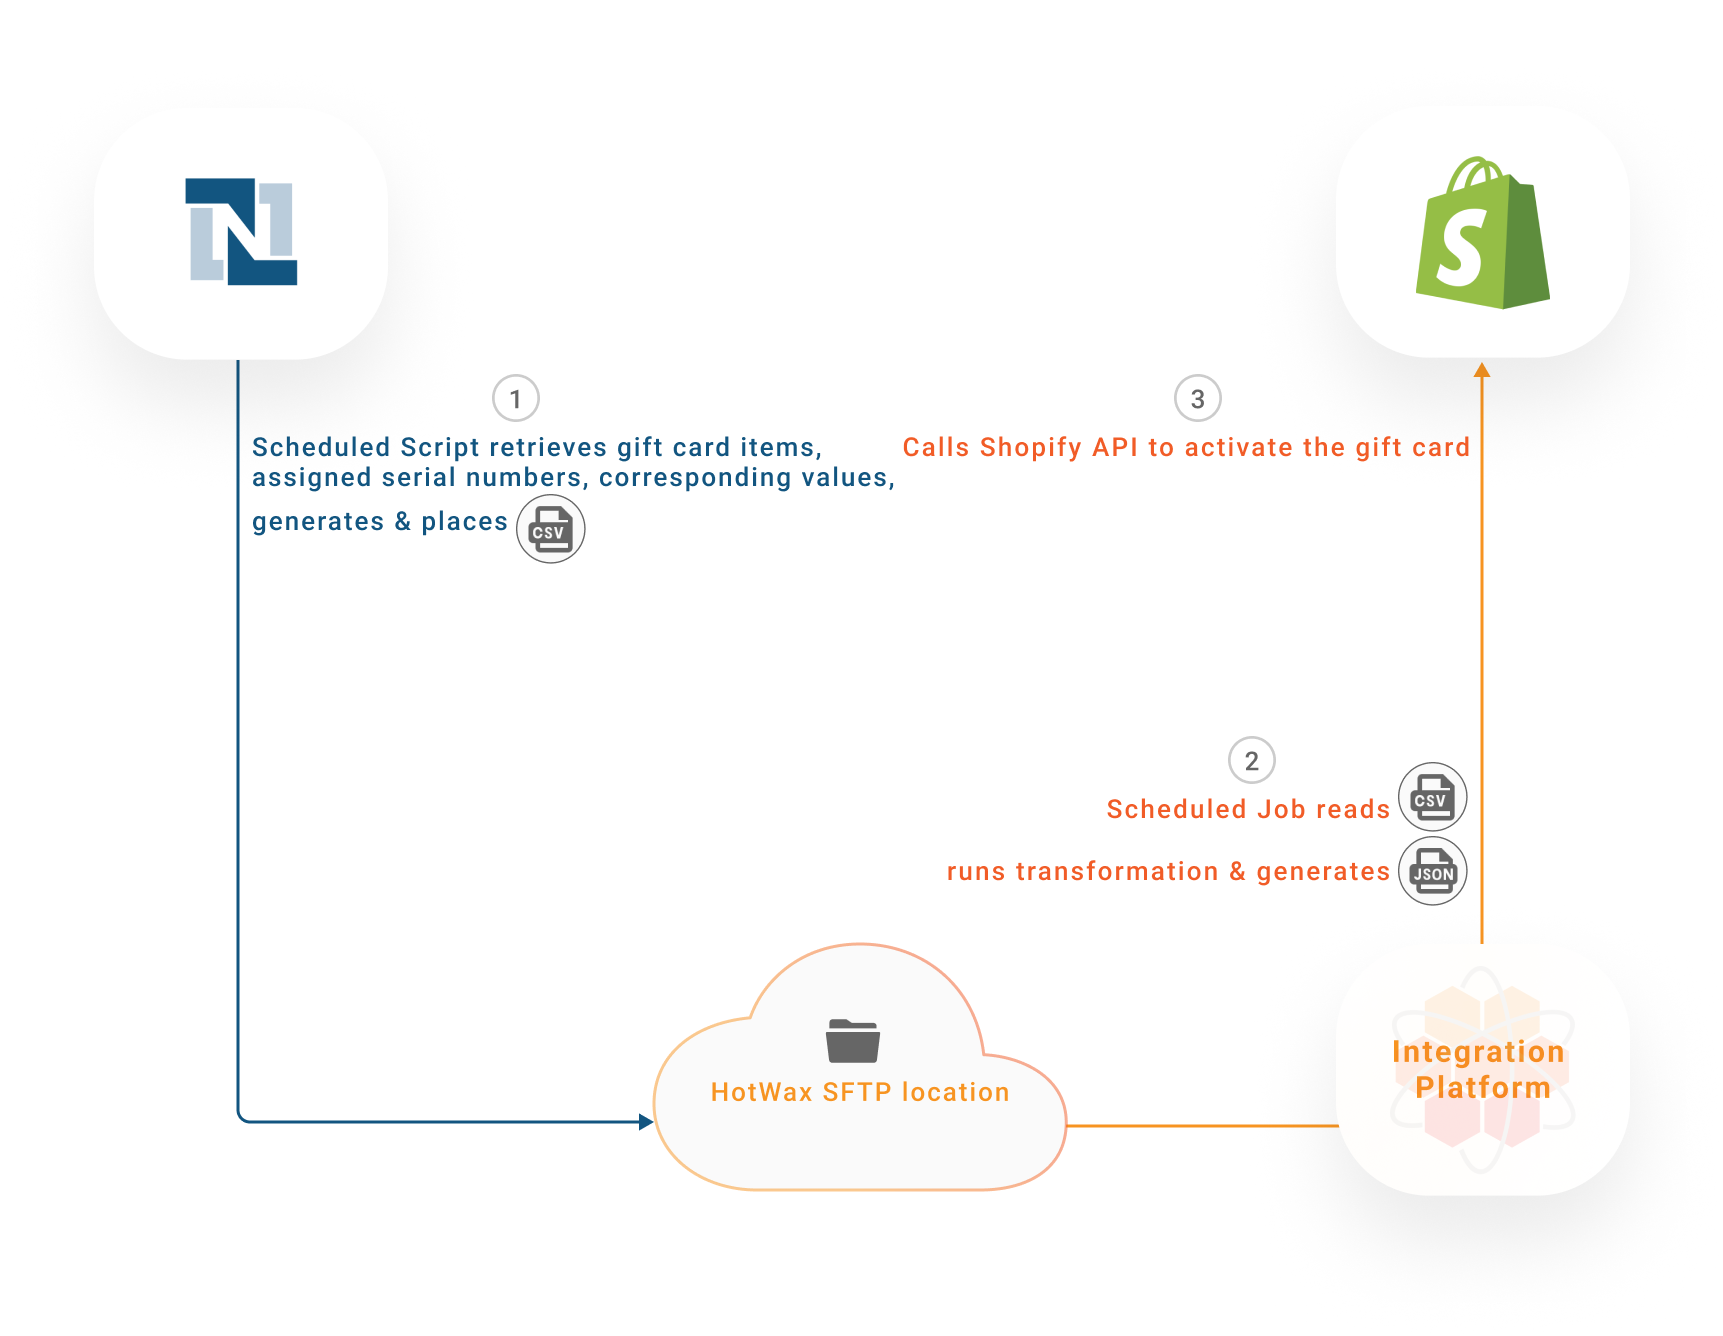 N
S
1
Scheduled Script retrieves gift card items,
assigned serial numbers, corresponding values,
generates & places CSV
3
Calls Shopify API to activate the gift card
2
Scheduled Job reads CSV
runs transformation & generates JSON
HotWax SFTP location
Integration
Platform